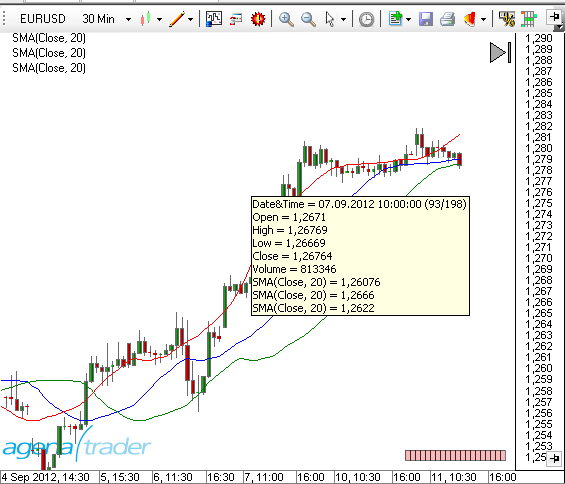 EURUSD 30 Min
SMA(Close, 20)
SMA(Close, 20)
SMA(Close, 20)
1,290
1,289
1,288
1,287
1,286
1,285
1,284
1,283
1,282
1,281
1,280
1,279
1,278
1,277
1,276
1,275
1,274
1,273
1,272
1,271
1,270
1,269
1,268
1,267
1,266
1,265
1,264
1,263
1,262
1,261
1,260
1,259
1,258
1,257
1,256
1,255
1,254
1,253
1,252
Date&Time = 07.09.2012 10:00:00 (93/198)
Open = 1,2671
High = 1,26769
Low = 1,26669
Close = 1,26764
Volume = 813346
SMA(Close, 20) = 1,26076
SMA(Close, 20) = 1,2666
SMA(Close, 20) = 1,2622
agenatrader
4 Sep 2012, 14:30 5, 15:30 6, 11:30 16:30 7, 11:00 16:00 10, 10:30 16:00 11, 10:30 16:00